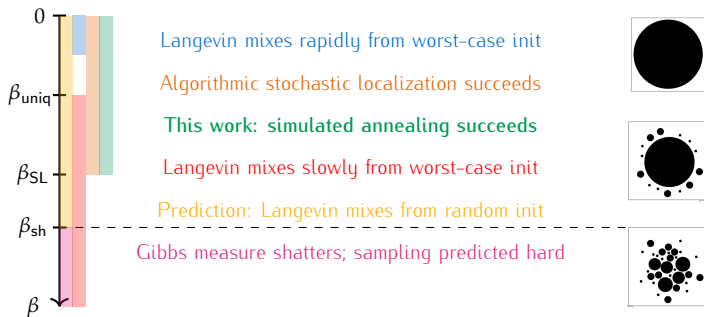 0
Langevin mixes rapidly from worst-case init
Algorithmic stochastic localization succeeds
β_uniq
This work: simulated annealing succeeds
Langevin mixes slowly from worst-case init
β_SL
Prediction: Langevin mixes from random init
β_sh
Gibbs measure shatters; sampling predicted hard
β